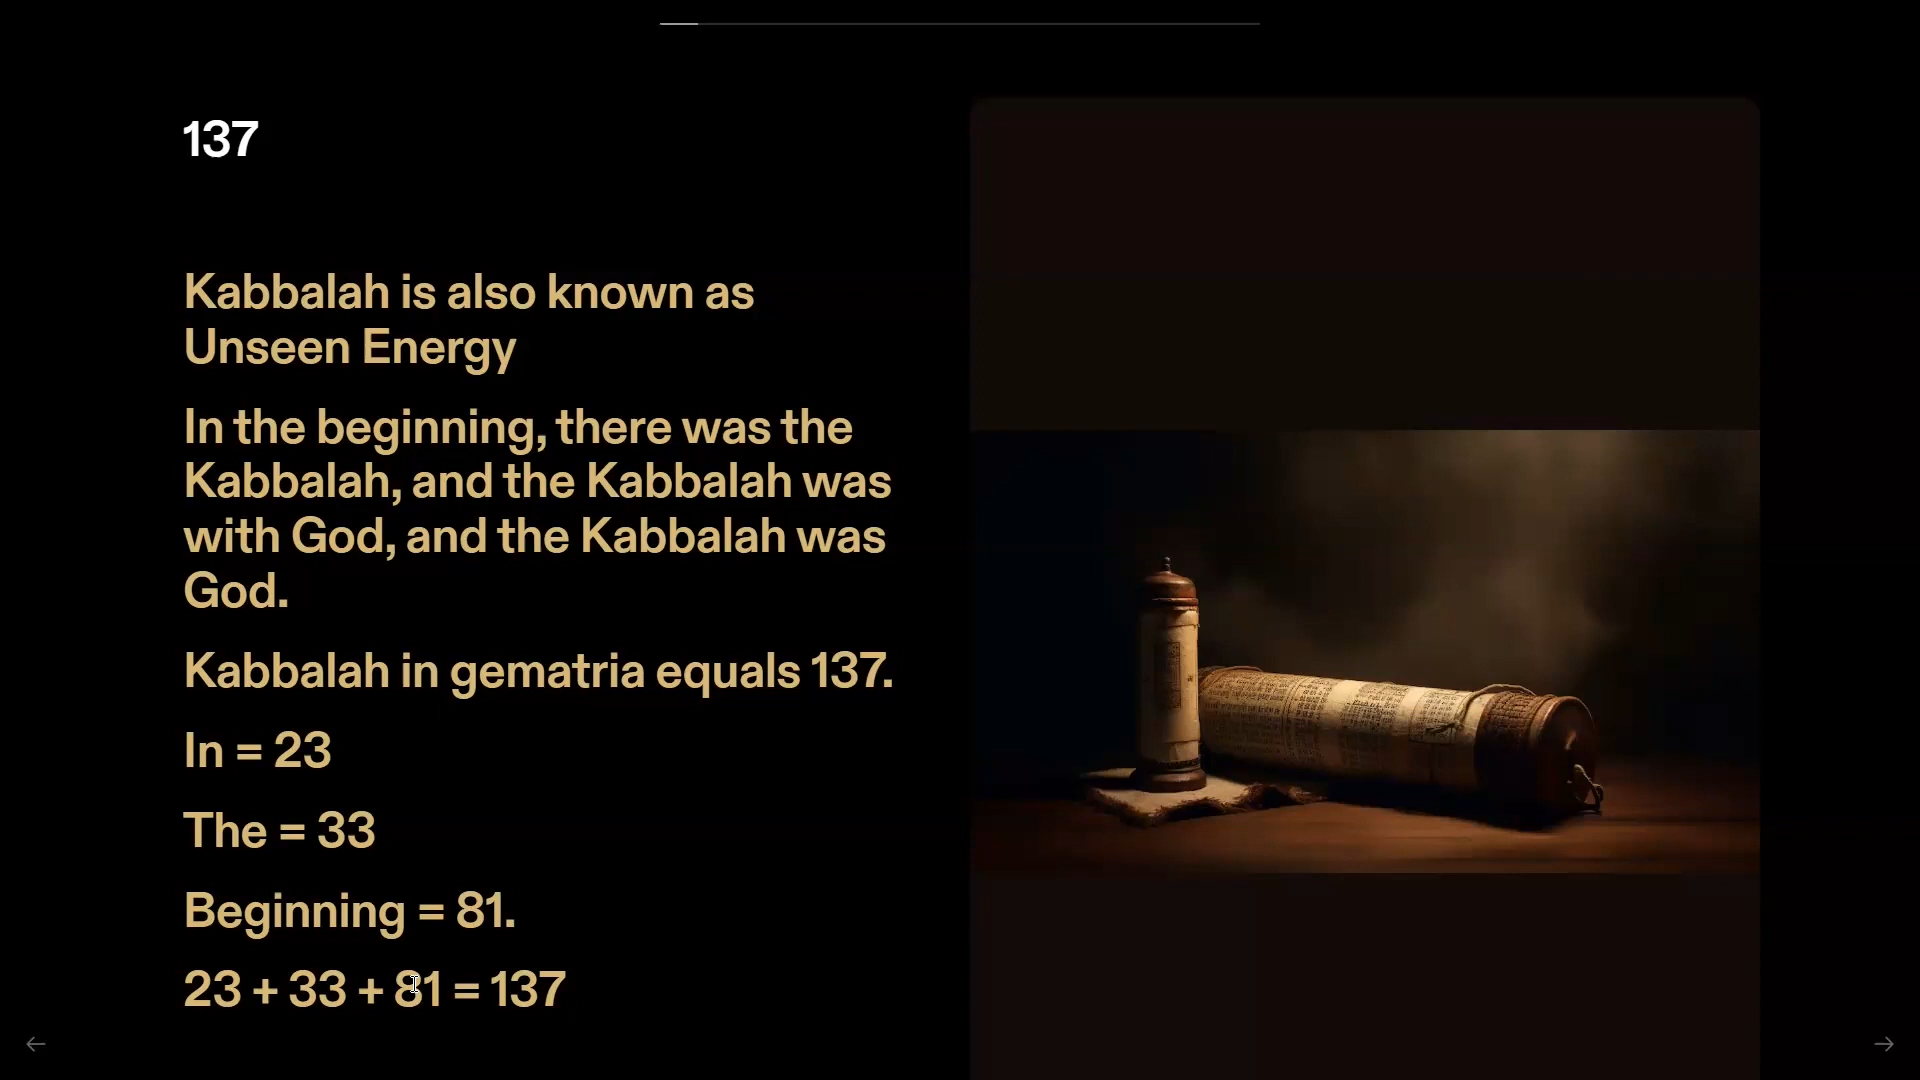 137
Kabbalah is also known as
Unseen Energy
In the beginning, there was the
Kabbalah, and the Kabbalah was
with God, and the Kabbalah was
God.
Kabbalah in gematria equals 137.
In = 23
The = 33
Beginning = 81.
23 + 33 + 81 = 137